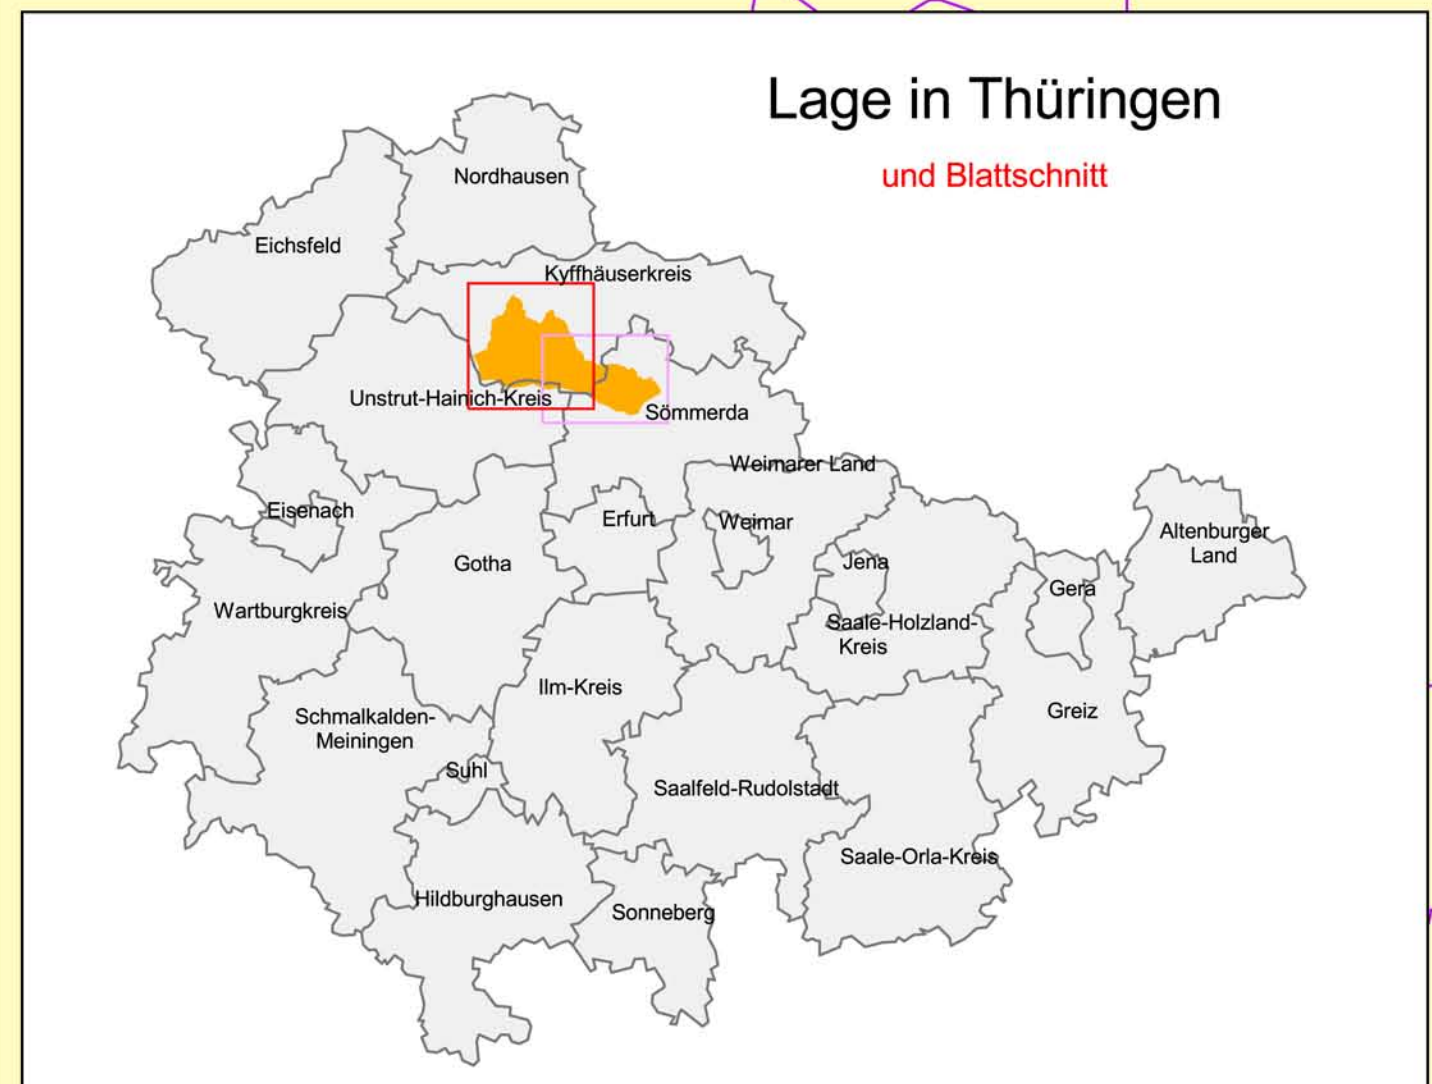 Lage in Thüringen
und Blattschnitt
Nordhausen
Eichsfeld
Kyffhäuserkreis
Unstrut-Hainich-Kreis
Sömmerda
Weimarer Land
Eisenach
Erfurt
Weimar
Altenburger
Land
Gotha
Jena
Gera
Wartburgkreis
Saale-Holzland-
Kreis
Ilm-Kreis
Schmalkalden-
Meiningen
Greiz
Suhl
Saalfeld-Rudolstadt
Saale-Orla-Kreis
Hildburghausen
Sonneberg